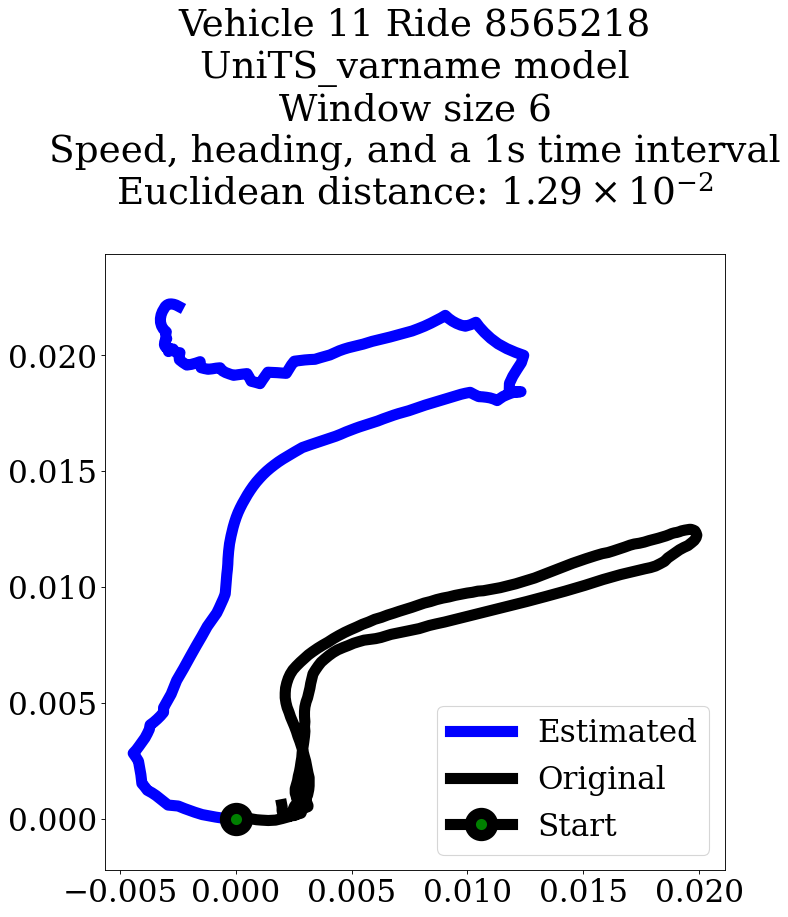 Vehicle 11 Ride 8565218
UniTS_varname model
Window size 6
Speed, heading, and a 1s time interval
Euclidean distance: 1.29 × 10⁻²
0.020
0.015
0.010
0.005
0.000
Estimated
Original
Start
−0.005 0.000 0.005 0.010 0.015 0.020